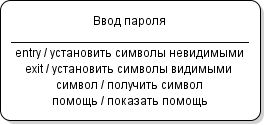 Ввод пароля
entry / установить символы невидимыми
exit / установить символы видимыми
символ / получить символ
помощь / показать помощь